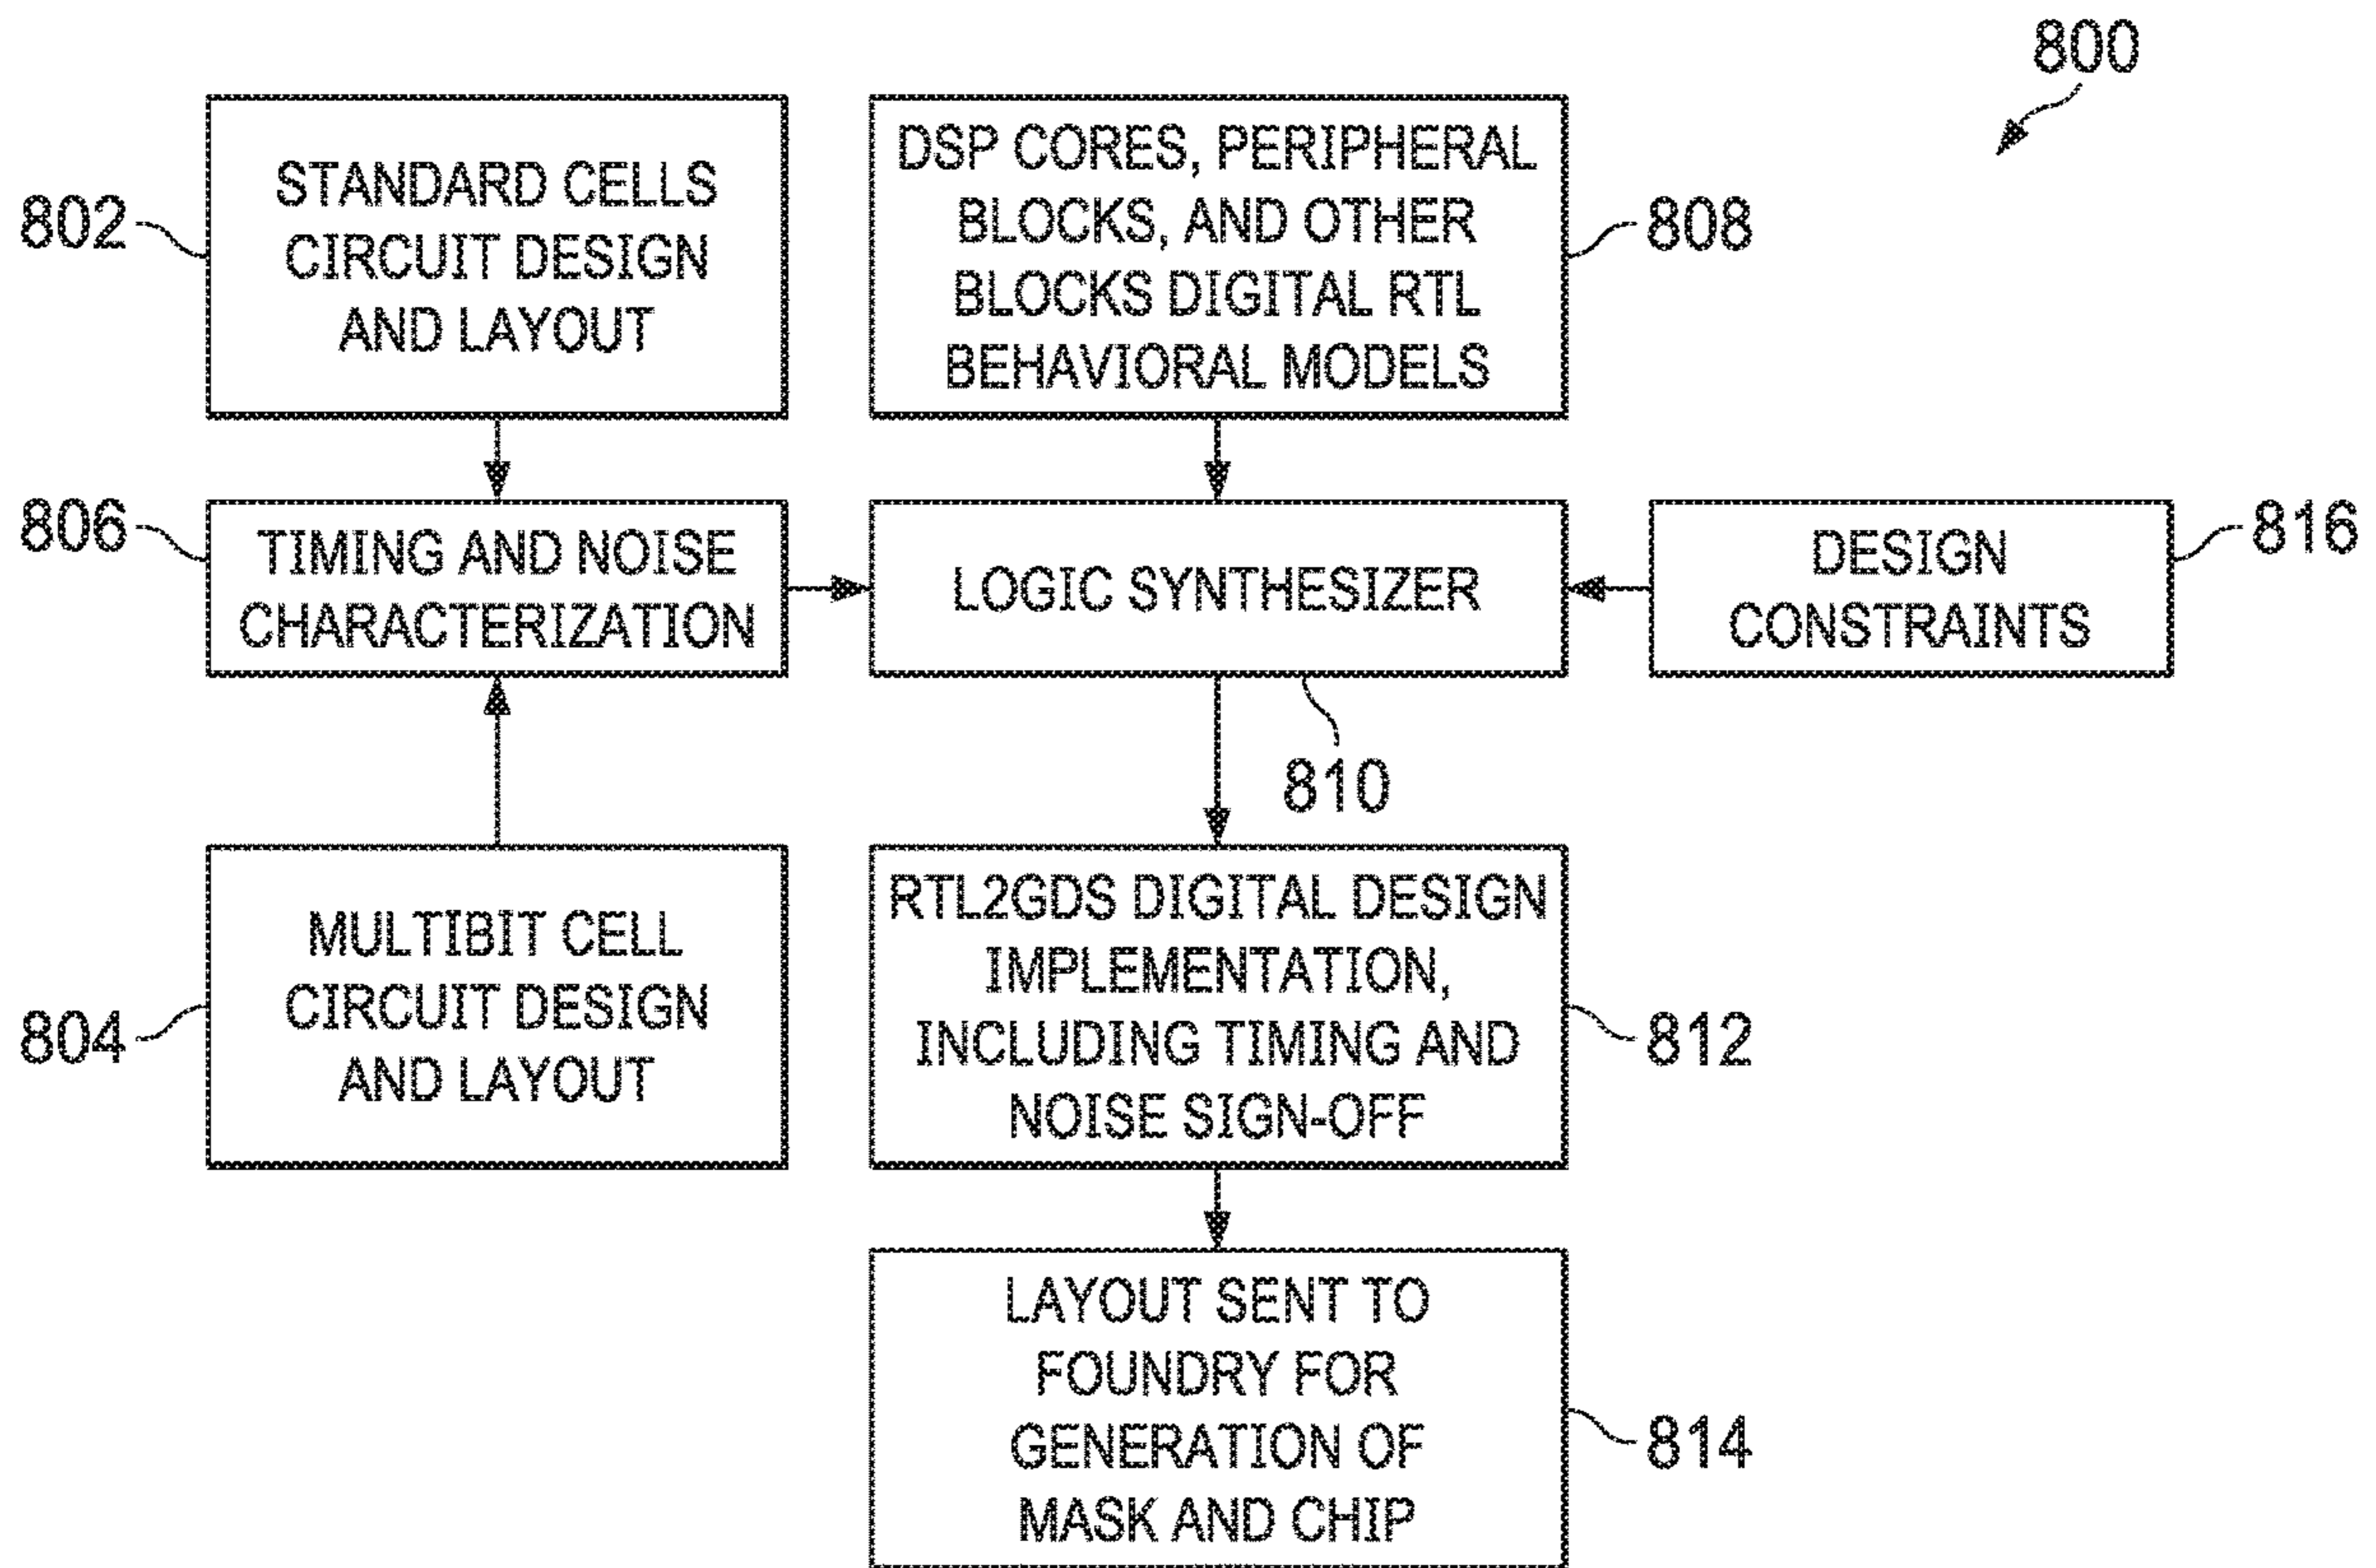 800
STANDARD CELLS
CIRCUIT DESIGN
AND LAYOUT
802
DSP CORES, PERIPHERAL
BLOCKS, AND OTHER
BLOCKS DIGITAL RTL
BEHAVIORAL MODELS
808
806
TIMING AND NOISE
CHARACTERIZATION
LOGIC SYNTHESIZER
810
DESIGN
CONSTRAINTS
816
MULTIBIT CELL
CIRCUIT DESIGN
AND LAYOUT
804
RTL2GDS DIGITAL DESIGN
IMPLEMENTATION,
INCLUDING TIMING AND
NOISE SIGN-OFF
812
LAYOUT SENT TO
FOUNDRY FOR
GENERATION OF
MASK AND CHIP
814